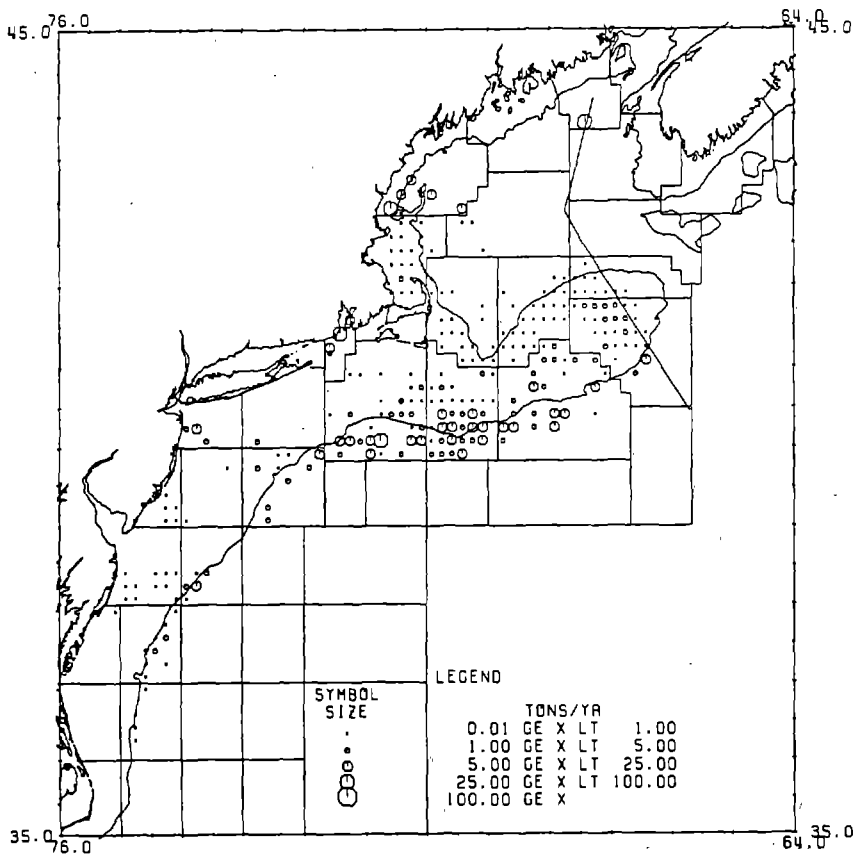 76.0 64.0
45.0 45.0
LEGEND
SYMBOL
SIZE
TONS/YR
0.01 GE X LT 1.00
1.00 GE X LT 5.00
5.00 GE X LT 25.00
25.00 GE X LT 100.00
100.00 GE X
35.0 35.0
76.0 64.0